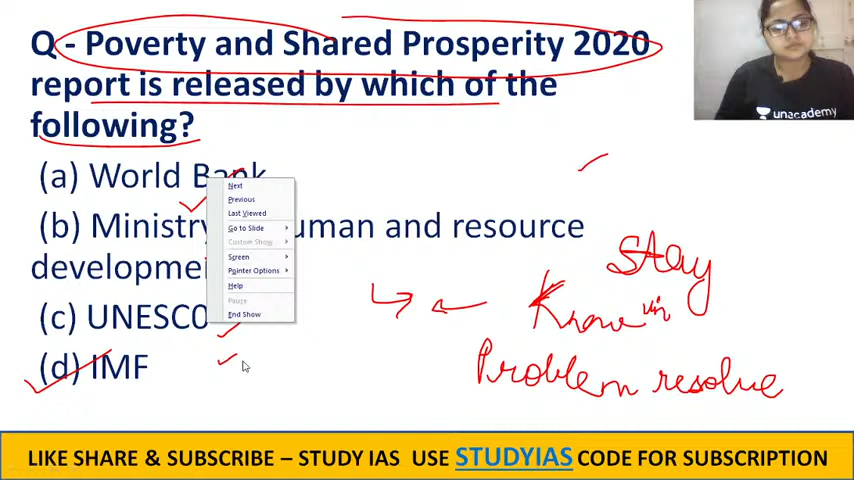 Q - Poverty and Shared Prosperity 2020
report is released by which of the
following?
(a) World Bank
(b) Ministry uman and resource
developme
(c) UNESCO
(d) IMF
Next
Previous
Last Viewed
Go to Slide
Custom Show
Screen
Pointer Options
Help
Pause
End Show
unacademy
Stay
Know in
Problem resolve
LIKE SHARE & SUBSCRIBE – STUDY IAS USE STUDYIAS CODE FOR SUBSCRIPTION